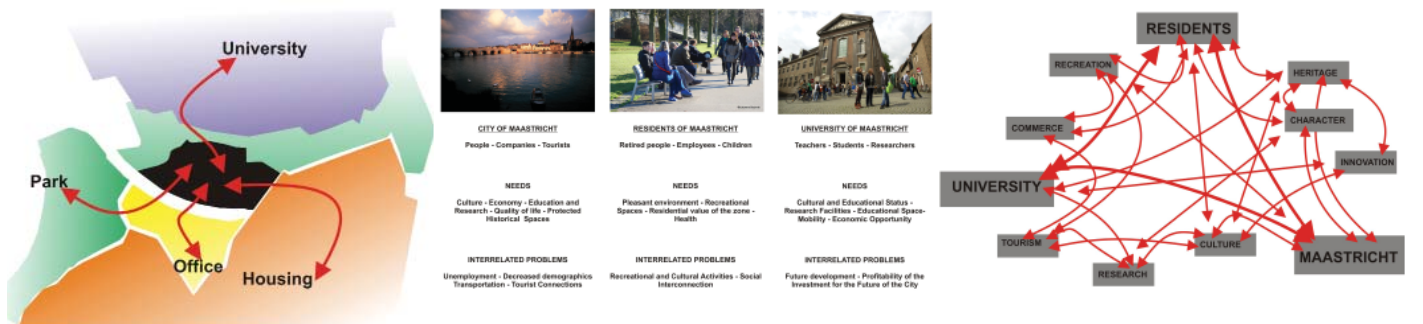 University
Park
Office
Housing
CITY OF MAASTRICHT
People - Companies - Tourists
NEEDS
Culture - Economy - Education and
Research - Quality of life - Protected
Historical Spaces
INTERRELATED PROBLEMS
Unemployment - Decreased demographics
Transportation - Tourist Connections
RESIDENTS OF MAASTRICHT
Retired people - Employees - Children
NEEDS
Pleasant environment - Recreational
Spaces - Residential value of the zone -
Health
INTERRELATED PROBLEMS
Recreational and Cultural Activities - Social
Interconnection
UNIVERSITY OF MAASTRICHT
Teachers - Students - Researchers
NEEDS
Cultural and Educational Status -
Research Facilities - Educational Space-
Mobility - Economic Opportunity
INTERRELATED PROBLEMS
Future development - Profitability of the
Investment for the Future of the City
RESIDENTS
RECREATION
HERITAGE
COMMERCE
CHARACTER
INNOVATION
UNIVERSITY
TOURISM
CULTURE
MAASTRICHT
RESEARCH